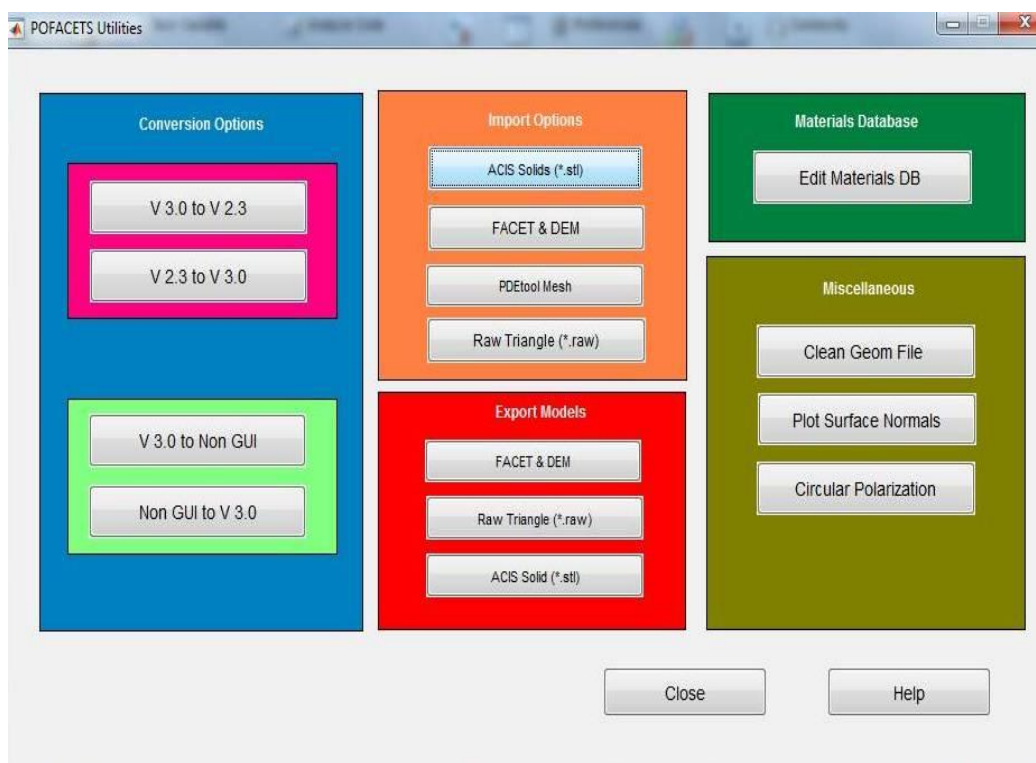 POFACETS Utilities
Conversion Options
V 3.0 to V 2.3
V 2.3 to V 3.0
V 3.0 to Non GUI
Non GUI to V 3.0
Import Options
ACIS Solids (*.stl)
FACET & DEM
PDEtool Mesh
Raw Triangle (*.raw)
Export Models
FACET & DEM
Raw Triangle (*.raw)
ACIS Solid (*.stl)
Materials Database
Edit Materials DB
Miscellaneous
Clean Geom File
Plot Surface Normals
Circular Polarization
Close
Help